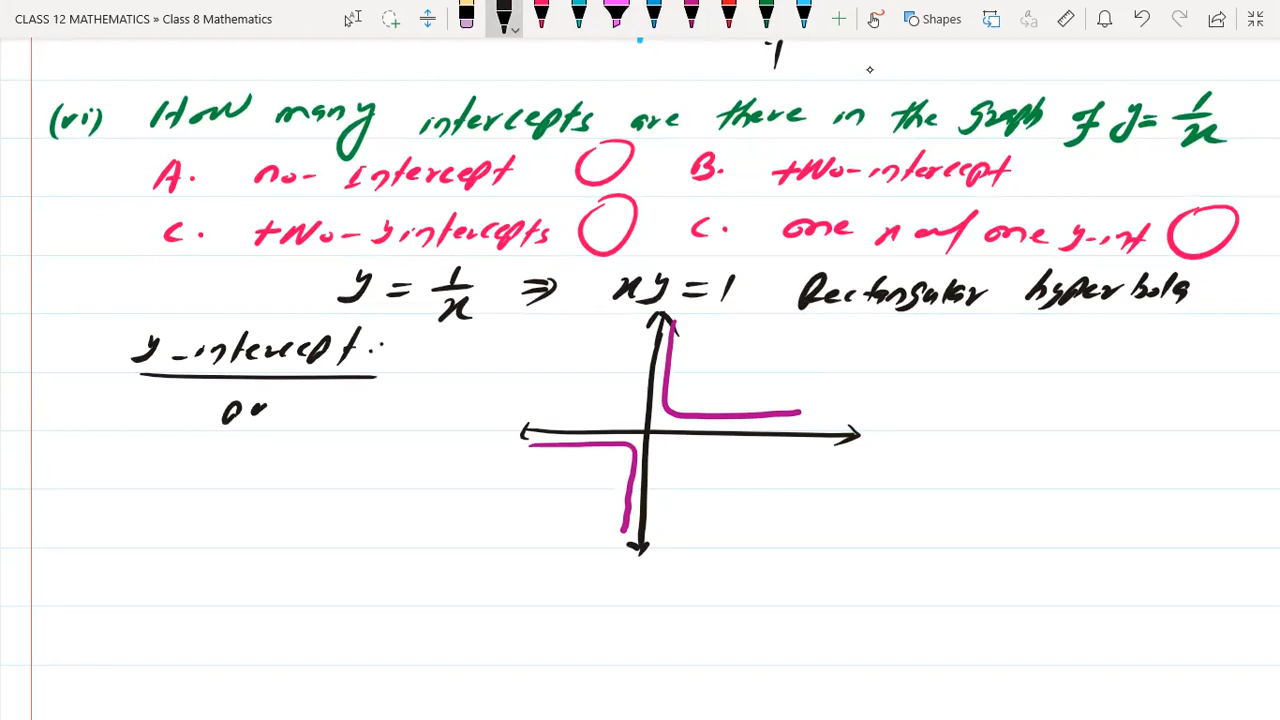 CLASS 12 MATHEMATICS » Class 8 Mathematics Shapes
(vi) How many intercepts are there in the graph of y = 1/x
A. no-intercept B. two-intercept
C. two-y intercepts C. one x and one y-int
y = 1/x ⇒ xy = 1 Rectangular hyperbola
y-intercept: